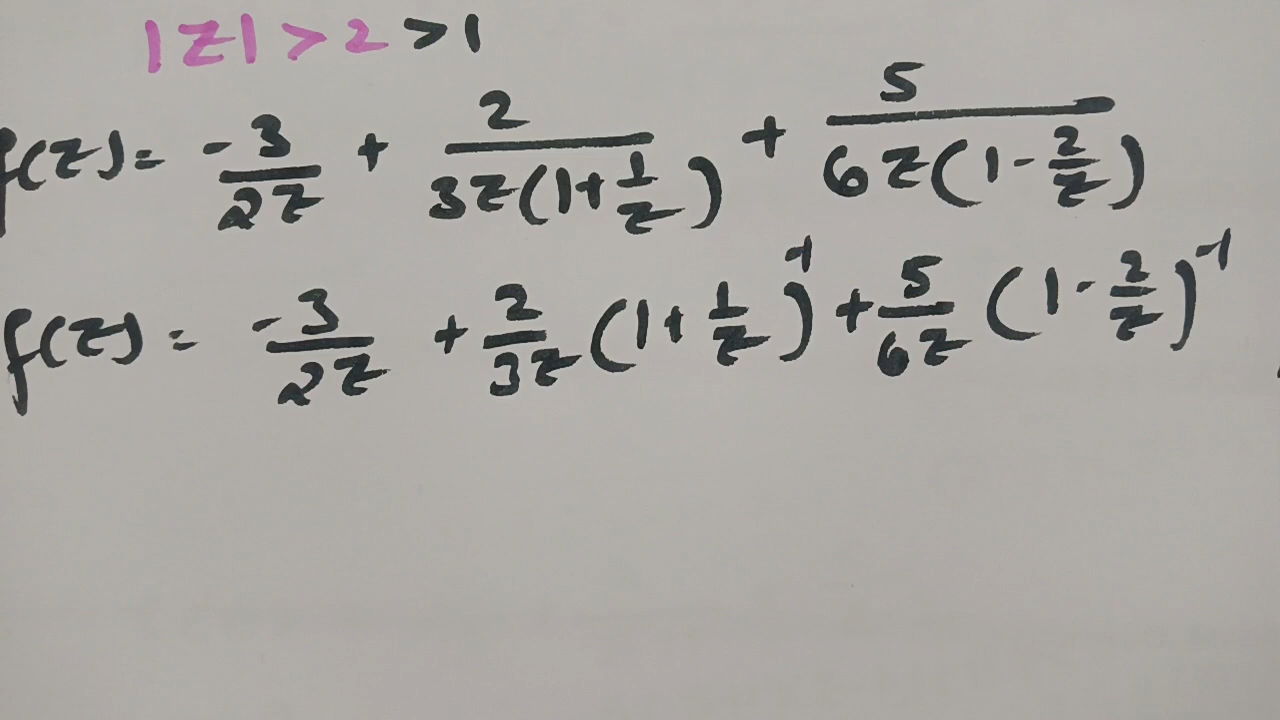 |Z| > 2 > 1
f(z) = -3/2z + 2/3z(1+1/z) + 5/6z(1-2/z)
f(z) = -3/2z + 2/3z (1+1/z)^-1 + 5/6z (1-2/z)^-1